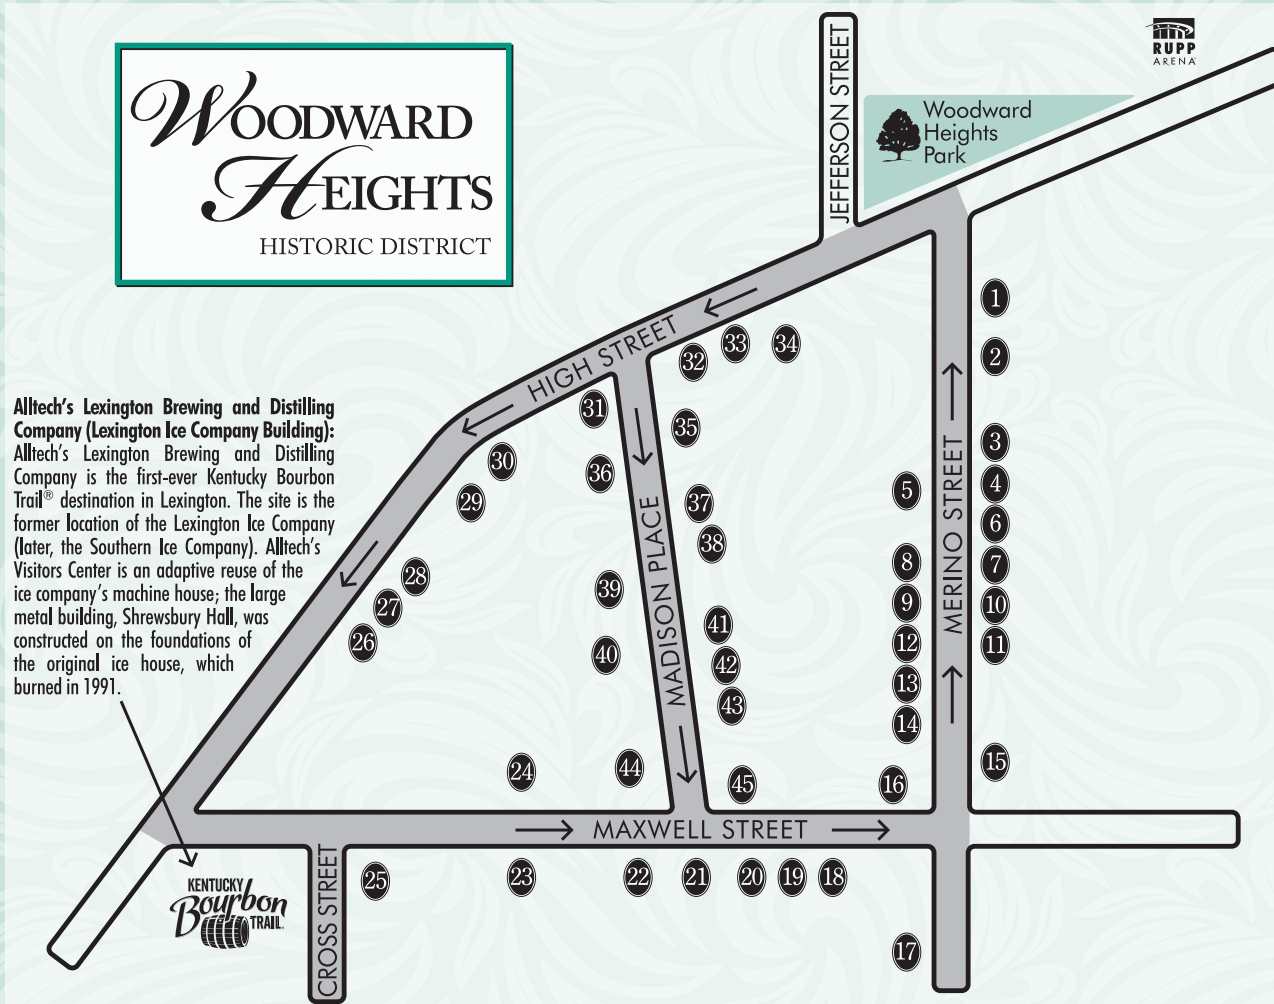 WOODWARD
HEIGHTS
HISTORIC DISTRICT
JEFFERSON STREET
Woodward
Heights
Park
RUPP
ARENA
Alltech's Lexington Brewing and Distilling
Company (Lexington Ice Company Building):
Alltech's Lexington Brewing and Distilling
Company is the first-ever Kentucky Bourbon
Trail® destination in Lexington. The site is the
former location of the Lexington Ice Company
(later, the Southern Ice Company). Alltech's
Visitors Center is an adaptive reuse of the
ice company's machine house; the large
metal building, Shrewsbury Hall, was
constructed on the foundations of
the original ice house, which
burned in 1991.
HIGH STREET
MADISON PLACE
MERINO STREET
MAXWELL STREET
CROSS STREET
KENTUCKY
Bourbon
TRAIL
1
2
3
4
5
6
7
8
9
10
11
12
13
14
15
16
17
18
19
20
21
22
23
24
25
26
27
28
29
30
31
32
33
34
35
36
37
38
39
40
41
42
43
44
45